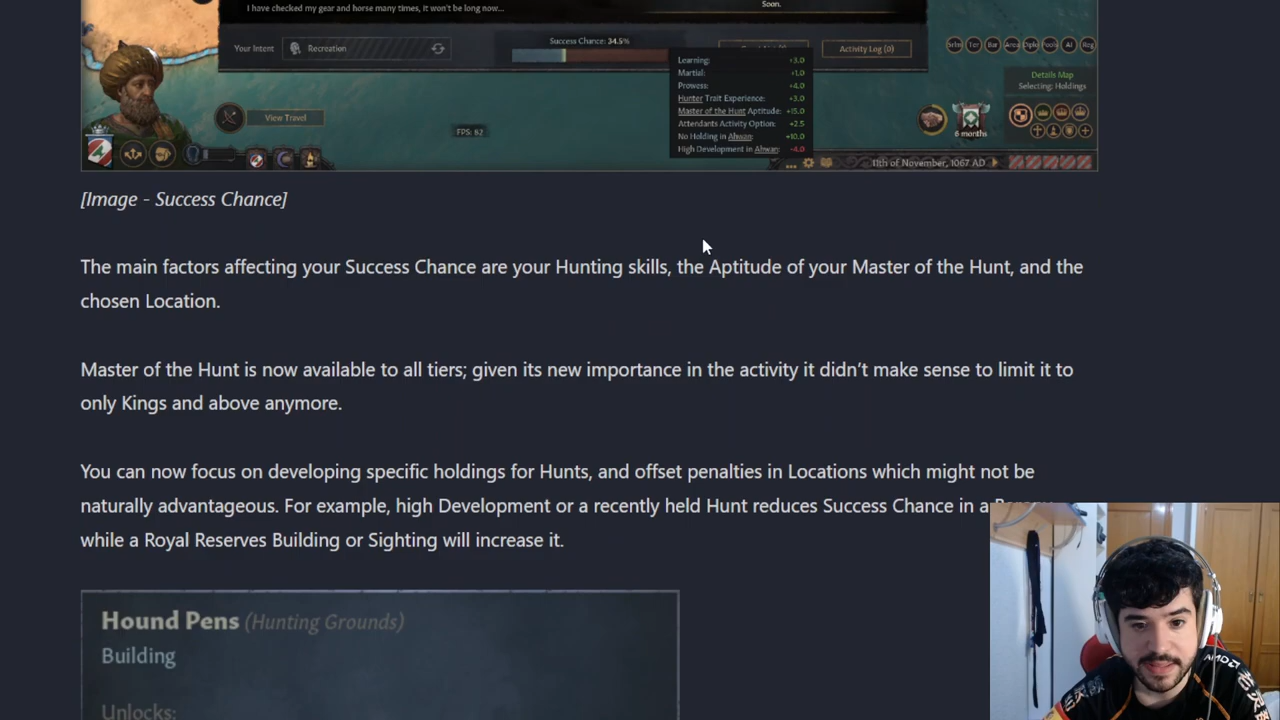 I have checked my gear and horse many times, it won't be long now...
Soon.
Your Intent
Recreation
Success Chance: 34.5%
Activity Log (0)
Learning: +3.0
Martial: +1.0
Prowess: +4.0
Hunter Trait Experience: +3.0
Master of the Hunt Aptitude: +15.0
Attendants Activity Option: +2.5
No Holding in Ahwan: +10.0
High Development in Ahwan: -4.0
View Travel
FPS: 62
Details Map
Selecting: Holdings
6 months
11th of November, 1067 AD
[Image - Success Chance]
The main factors affecting your Success Chance are your Hunting skills, the Aptitude of your Master of the Hunt, and the
chosen Location.
Master of the Hunt is now available to all tiers; given its new importance in the activity it didn’t make sense to limit it to
only Kings and above anymore.
You can now focus on developing specific holdings for Hunts, and offset penalties in Locations which might not be
naturally advantageous. For example, high Development or a recently held Hunt reduces Success Chance in a
while a Royal Reserves Building or Sighting will increase it.
Hound Pens (Hunting Grounds)
Building
Unlocks:
AMD